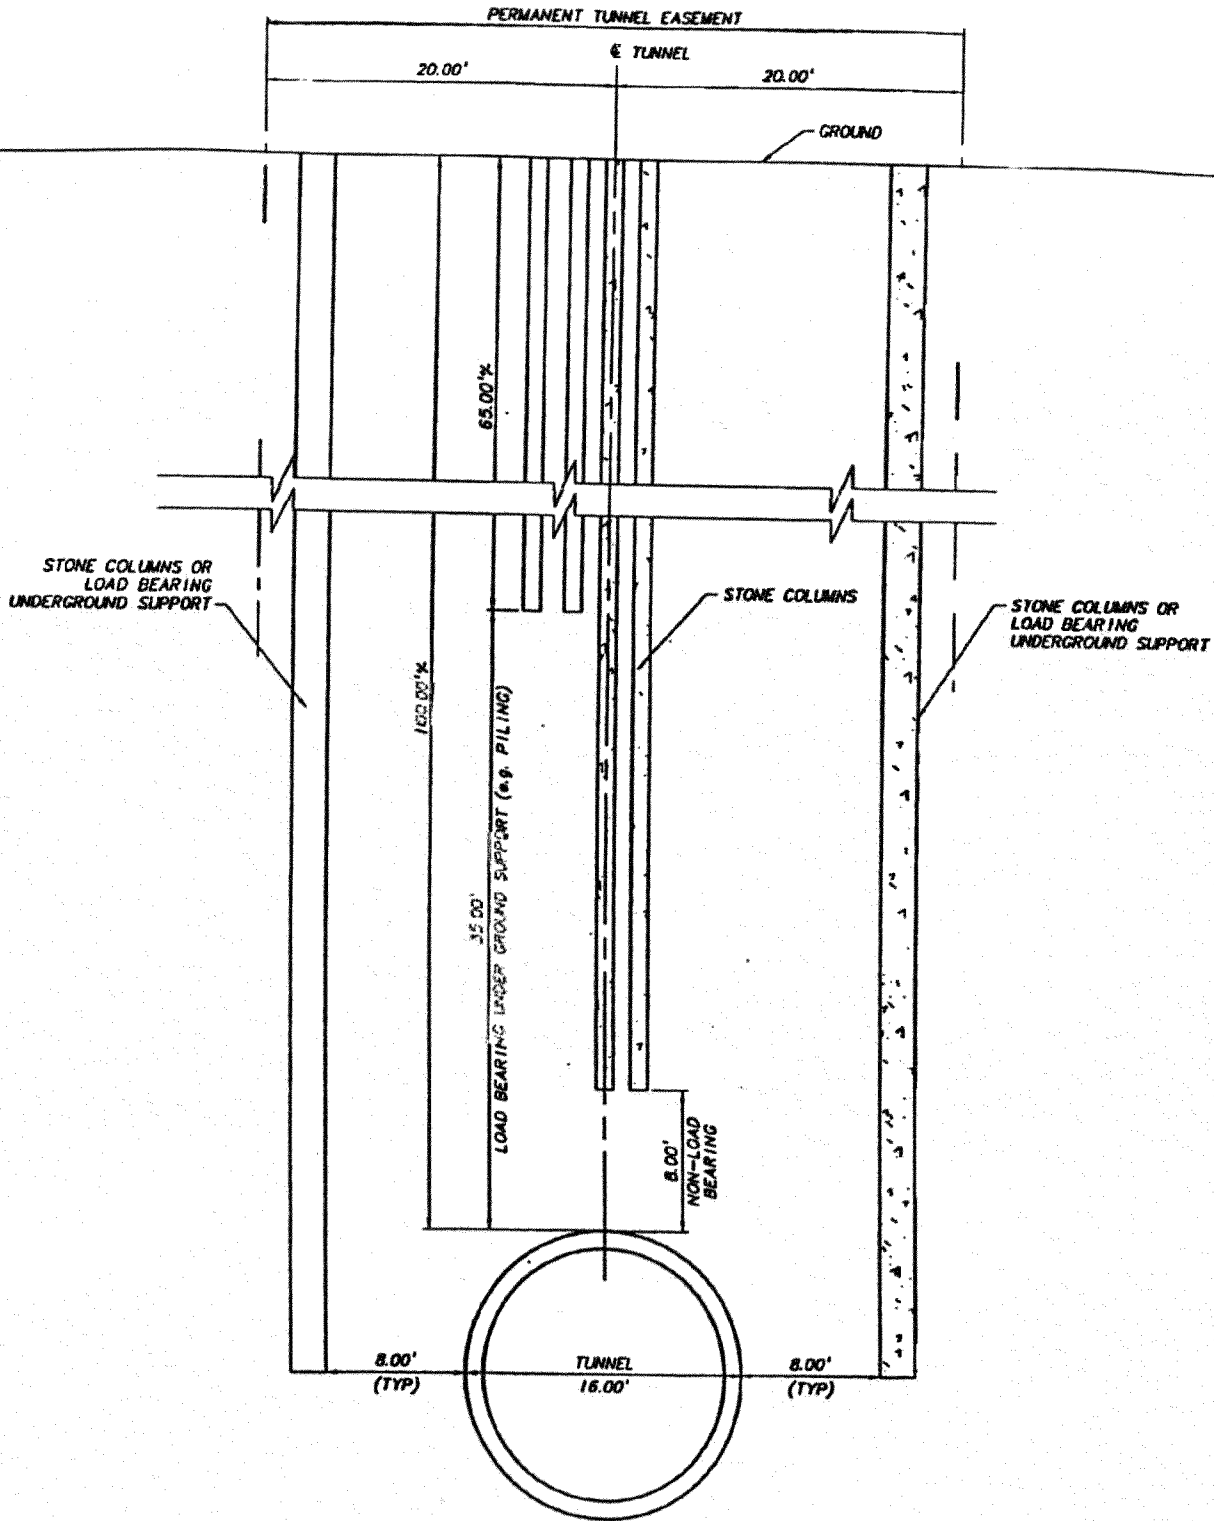 PERMANENT TUNNEL EASEMENT
℄ TUNNEL
20.00'
20.00'
GROUND
65.00'%
STONE COLUMNS OR
LOAD BEARING
UNDERGROUND SUPPORT
STONE COLUMNS
STONE COLUMNS OR
LOAD BEARING
UNDERGROUND SUPPORT
100.00'%
35.00'
LOAD BEARING UNDER GROUND SUPPORT (e.g. PILING)
8.00'
NON-LOAD
BEARING
8.00'
(TYP)
TUNNEL
16.00'
8.00'
(TYP)